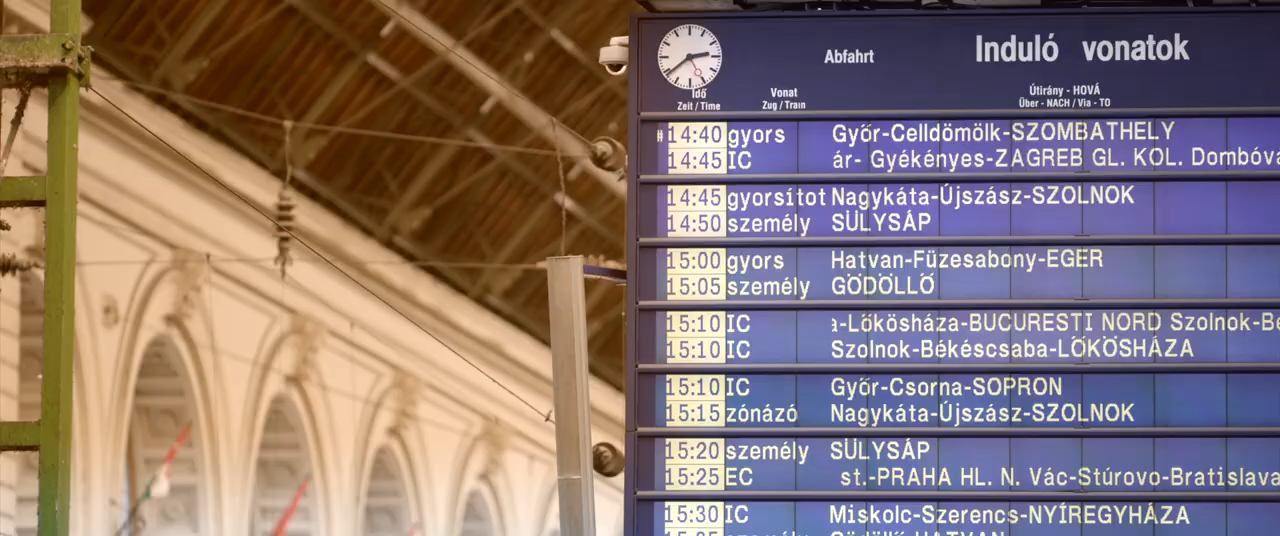 Abfahrt Induló vonatok
Idő Vonat Útirány - HOVÁ
Zeit / Time Zug / Train Über - NACH / Via - TO
14:40 gyors Győr-Celldömölk-SZOMBATHELY
14:45 IC ár- Gyékényes-ZAGREB GL. KOL. Dombóvá
14:45 gyorsítot Nagykáta-Újszász-SZOLNOK
14:50 személy SÜLYSÁP
15:00 gyors Hatvan-Füzesabony-EGER
15:05 személy GÖDÖLLŐ
15:10 IC a-Lőkösháza-BUCURESTI NORD Szolnok-Bé
15:10 IC Szolnok-Békéscsaba-LŐKÖSHÁZA
15:10 IC Győr-Csorna-SOPRON
15:15 zónázó Nagykáta-Újszász-SZOLNOK
15:20 személy SÜLYSÁP
15:25 EC st.-PRAHA HL. N. Vác-Stúrovo-Bratislava
15:30 IC Miskolc-Szerencs-NYÍREGYHÁZA